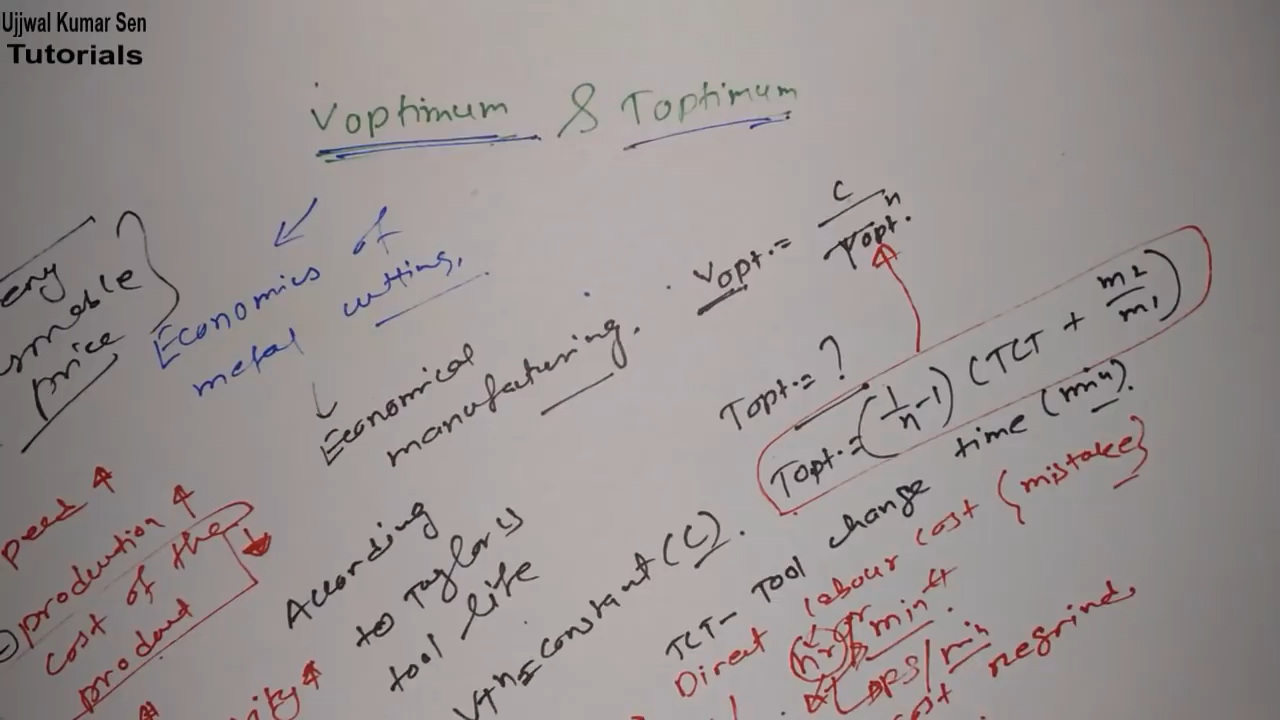 Ujjwal Kumar Sen
Tutorials
Voptimum & Toptimum
price
Economics of
metal cutting.
Economical
manufacturing.
Vopt. = C / Topt.ⁿ
Topt. = ?
Topt. = (1/n - 1) (TCT + m2/m1)
TCT - Tool change time (min).
Direct labour cost {mistake}
According
to Taylor's
tool life
VTⁿ = constant (C).
production ↑
cost of the
product
regrind